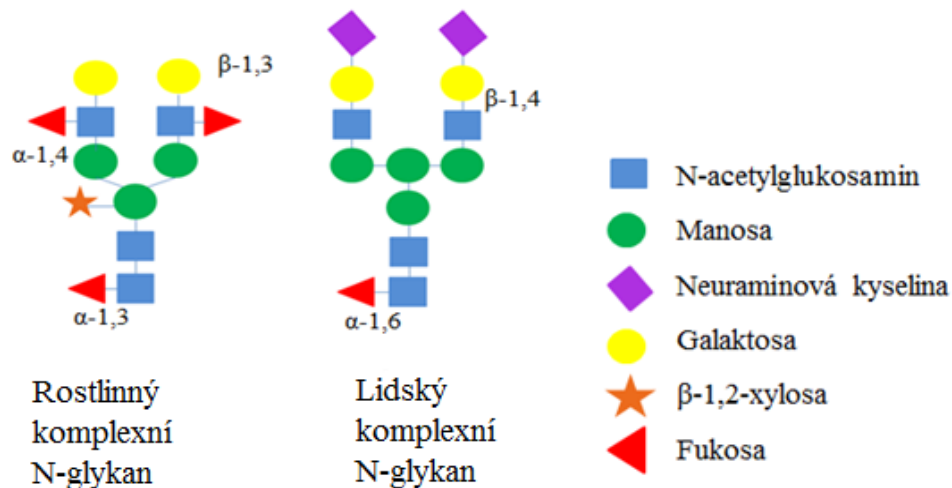 β-1,3
β-1,4
α-1,4
α-1,3
α-1,6
Rostlinný
komplexní
N-glykan
Lidský
komplexní
N-glykan
N-acetylglukosamin
Manosa
Neuraminová kyselina
Galaktosa
β-1,2-xylosa
Fukosa